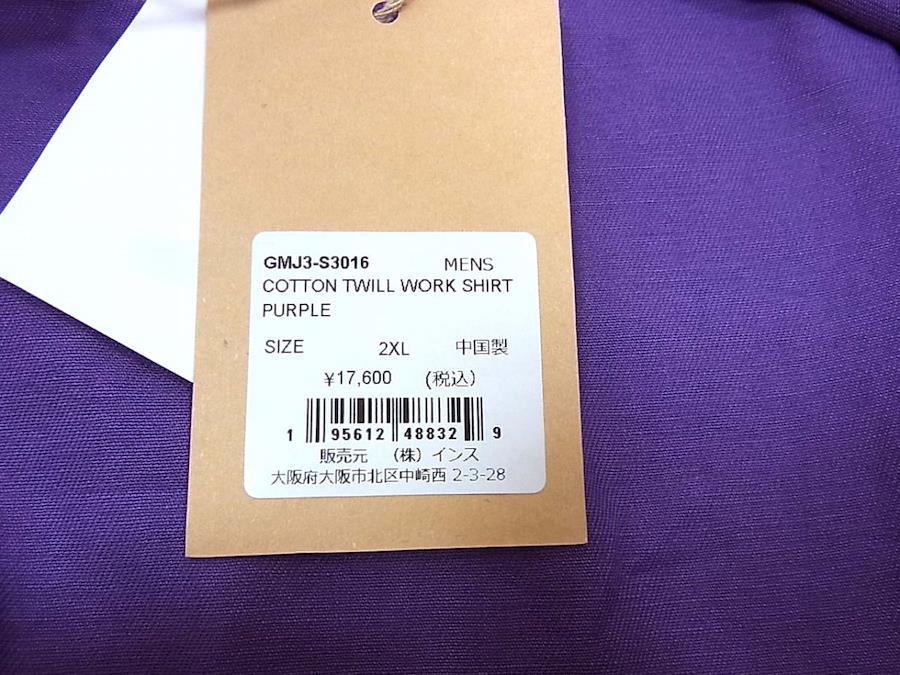 GMJ3-S3016 MENS
COTTON TWILL WORK SHIRT
PURPLE
SIZE 2XL 中国製
¥17,600 (税込)
1 95612 48832 9
販売元 (株) インス
大阪府大阪市北区中崎西 2-3-28